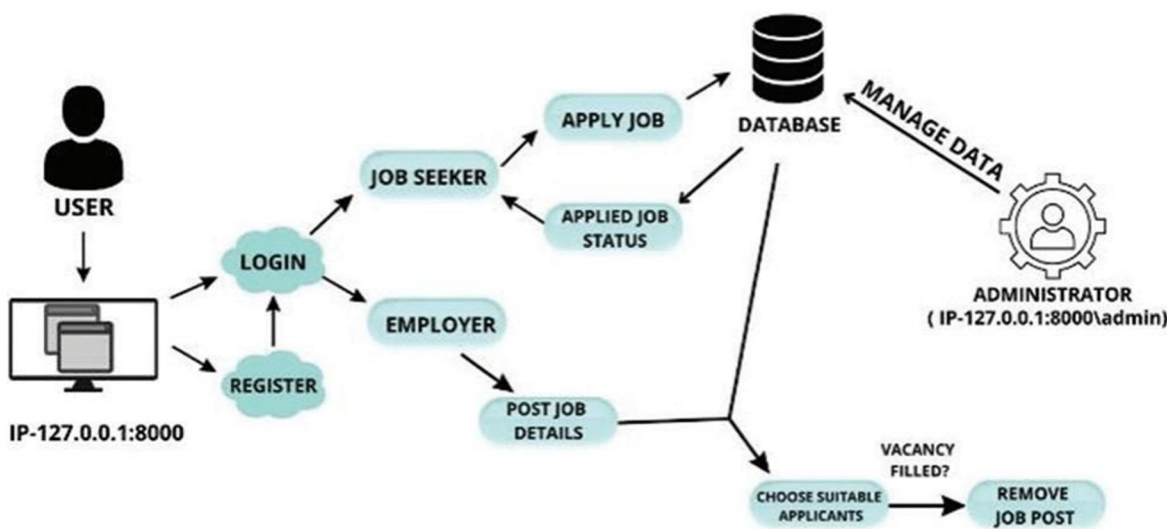 USER
IP-127.0.0.1:8000
LOGIN
REGISTER
JOB SEEKER
EMPLOYER
APPLY JOB
APPLIED JOB
STATUS
POST JOB
DETAILS
DATABASE
MANAGE DATA
ADMINISTRATOR
( IP-127.0.0.1:8000\admin)
CHOOSE SUITABLE
APPLICANTS
VACANCY
FILLED?
REMOVE
JOB POST